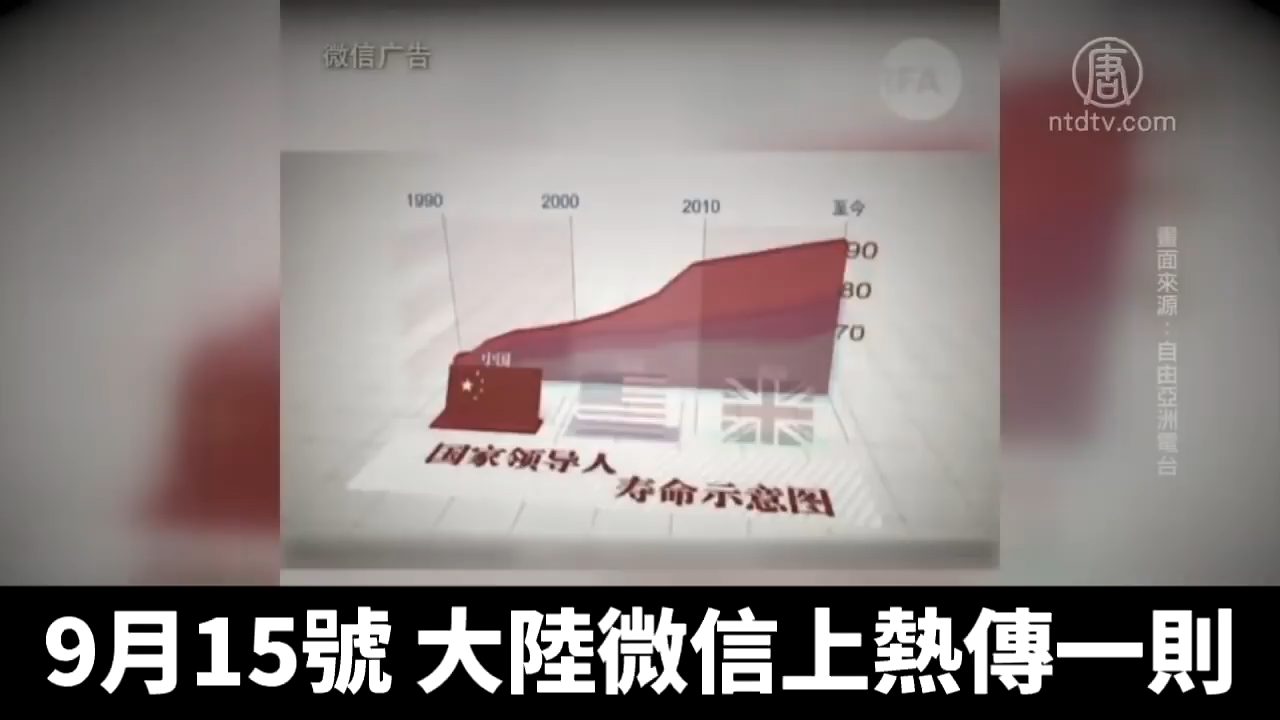 微信广告
RFA
唐
ntdtv.com
1990 2000 2010 至今
90
80
70
中国
国家领导人
寿命示意图
畫面來源：自由亞洲電台
9月15號 大陸微信上熱傳一則